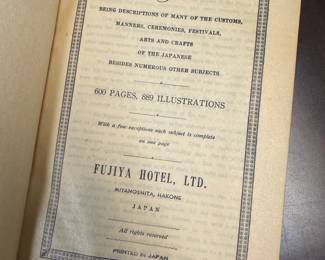 BEING DESCRIPTIONS OF MANY OF THE CUSTOMS,
MANNERS, CEREMONIES, FESTIVALS,
ARTS AND CRAFTS
OF THE JAPANESE
BESIDES NUMEROUS OTHER SUBJECTS
600 PAGES, 889 ILLUSTRATIONS
With a few exceptions each subject is complete
on one page
FUJIYA HOTEL, LTD.
MIYANOSHITA, HAKONE
JAPAN
All rights reserved
PRINTED IN JAPAN